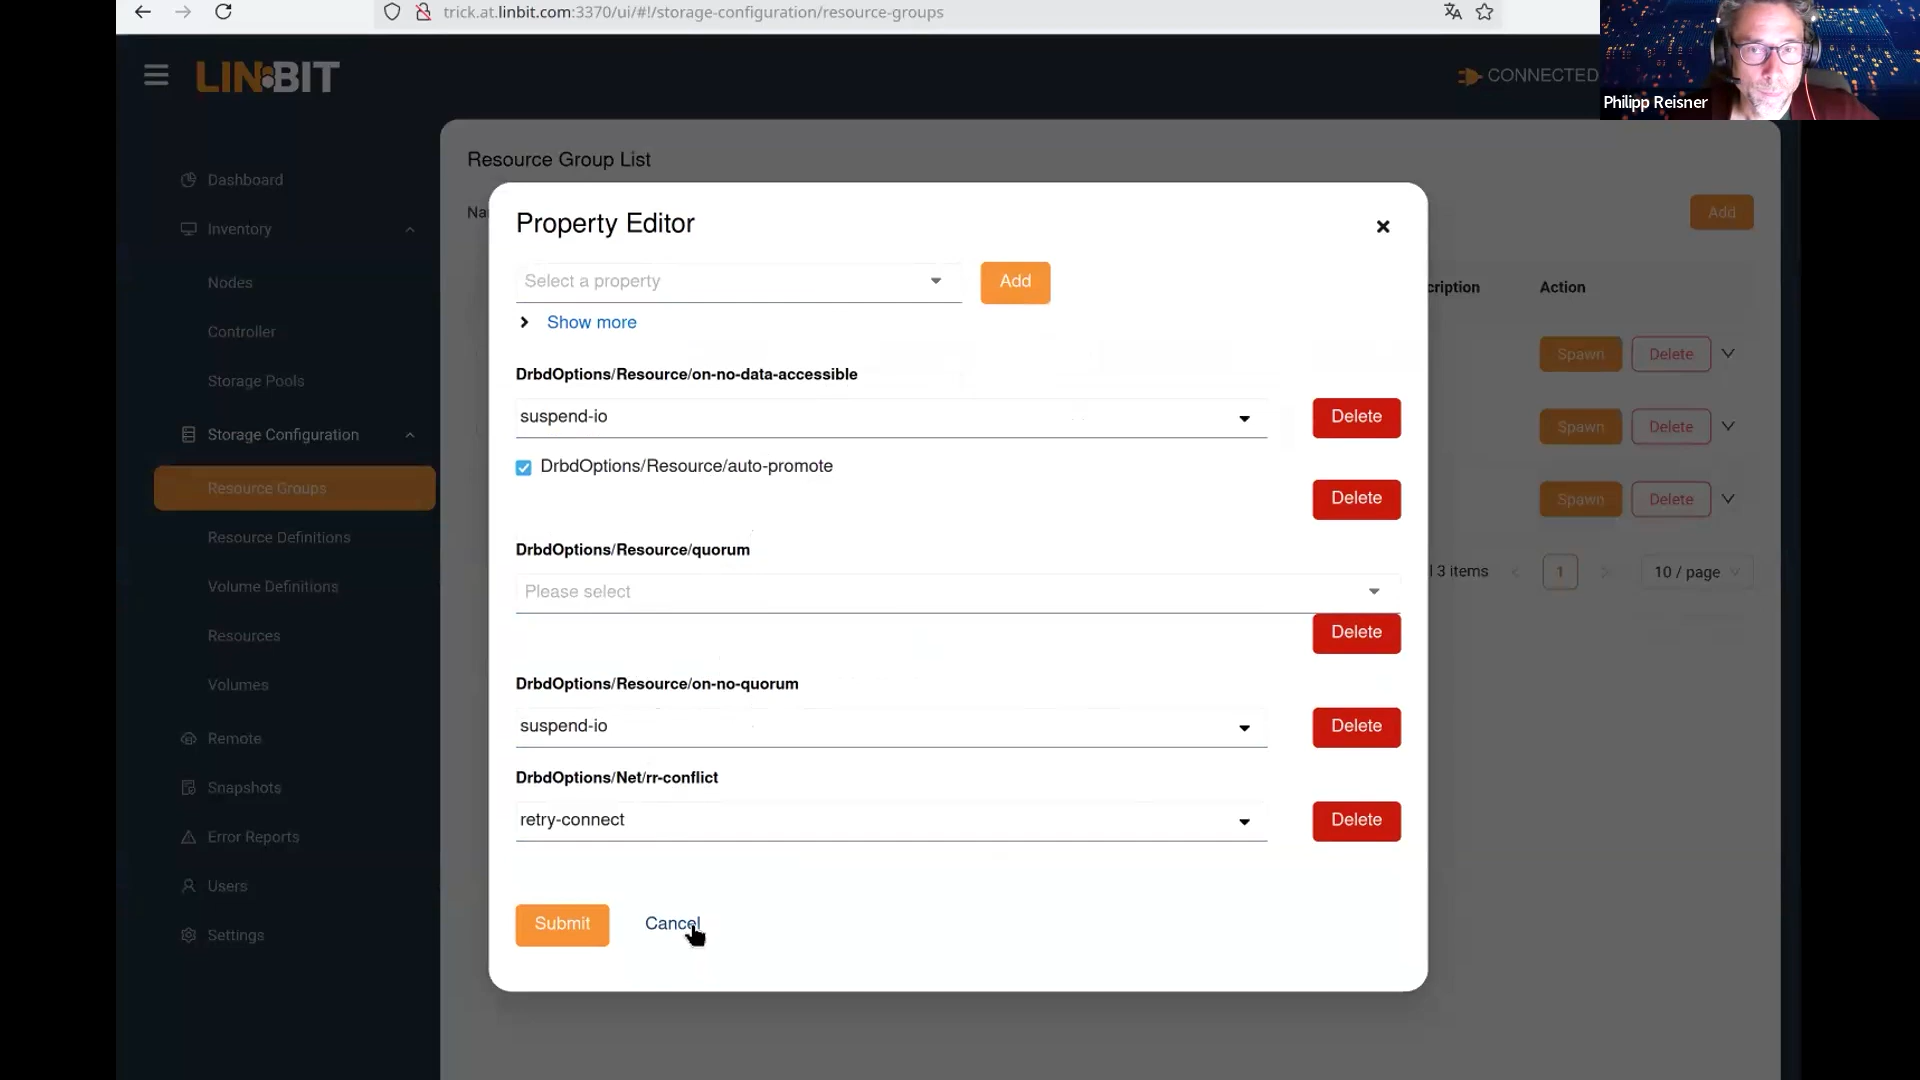 trick.at.linbit.com:3370/ui/#!/storage-configuration/resource-groups
LINBIT
CONNECTED
Philipp Reisner
Dashboard
Inventory
Nodes
Controller
Storage Pools
Storage Configuration
Resource Groups
Resource Definitions
Volume Definitions
Resources
Volumes
Remote
Snapshots
Error Reports
Users
Settings
Resource Group List
Add
Action
Spawn Delete
Spawn Delete
Spawn Delete
3 items 1 10 / page
Property Editor
Select a property Add
Show more
DrbdOptions/Resource/on-no-data-accessible
suspend-io Delete
DrbdOptions/Resource/auto-promote
Delete
DrbdOptions/Resource/quorum
Please select
Delete
DrbdOptions/Resource/on-no-quorum
suspend-io Delete
DrbdOptions/Net/rr-conflict
retry-connect Delete
Submit Cancel